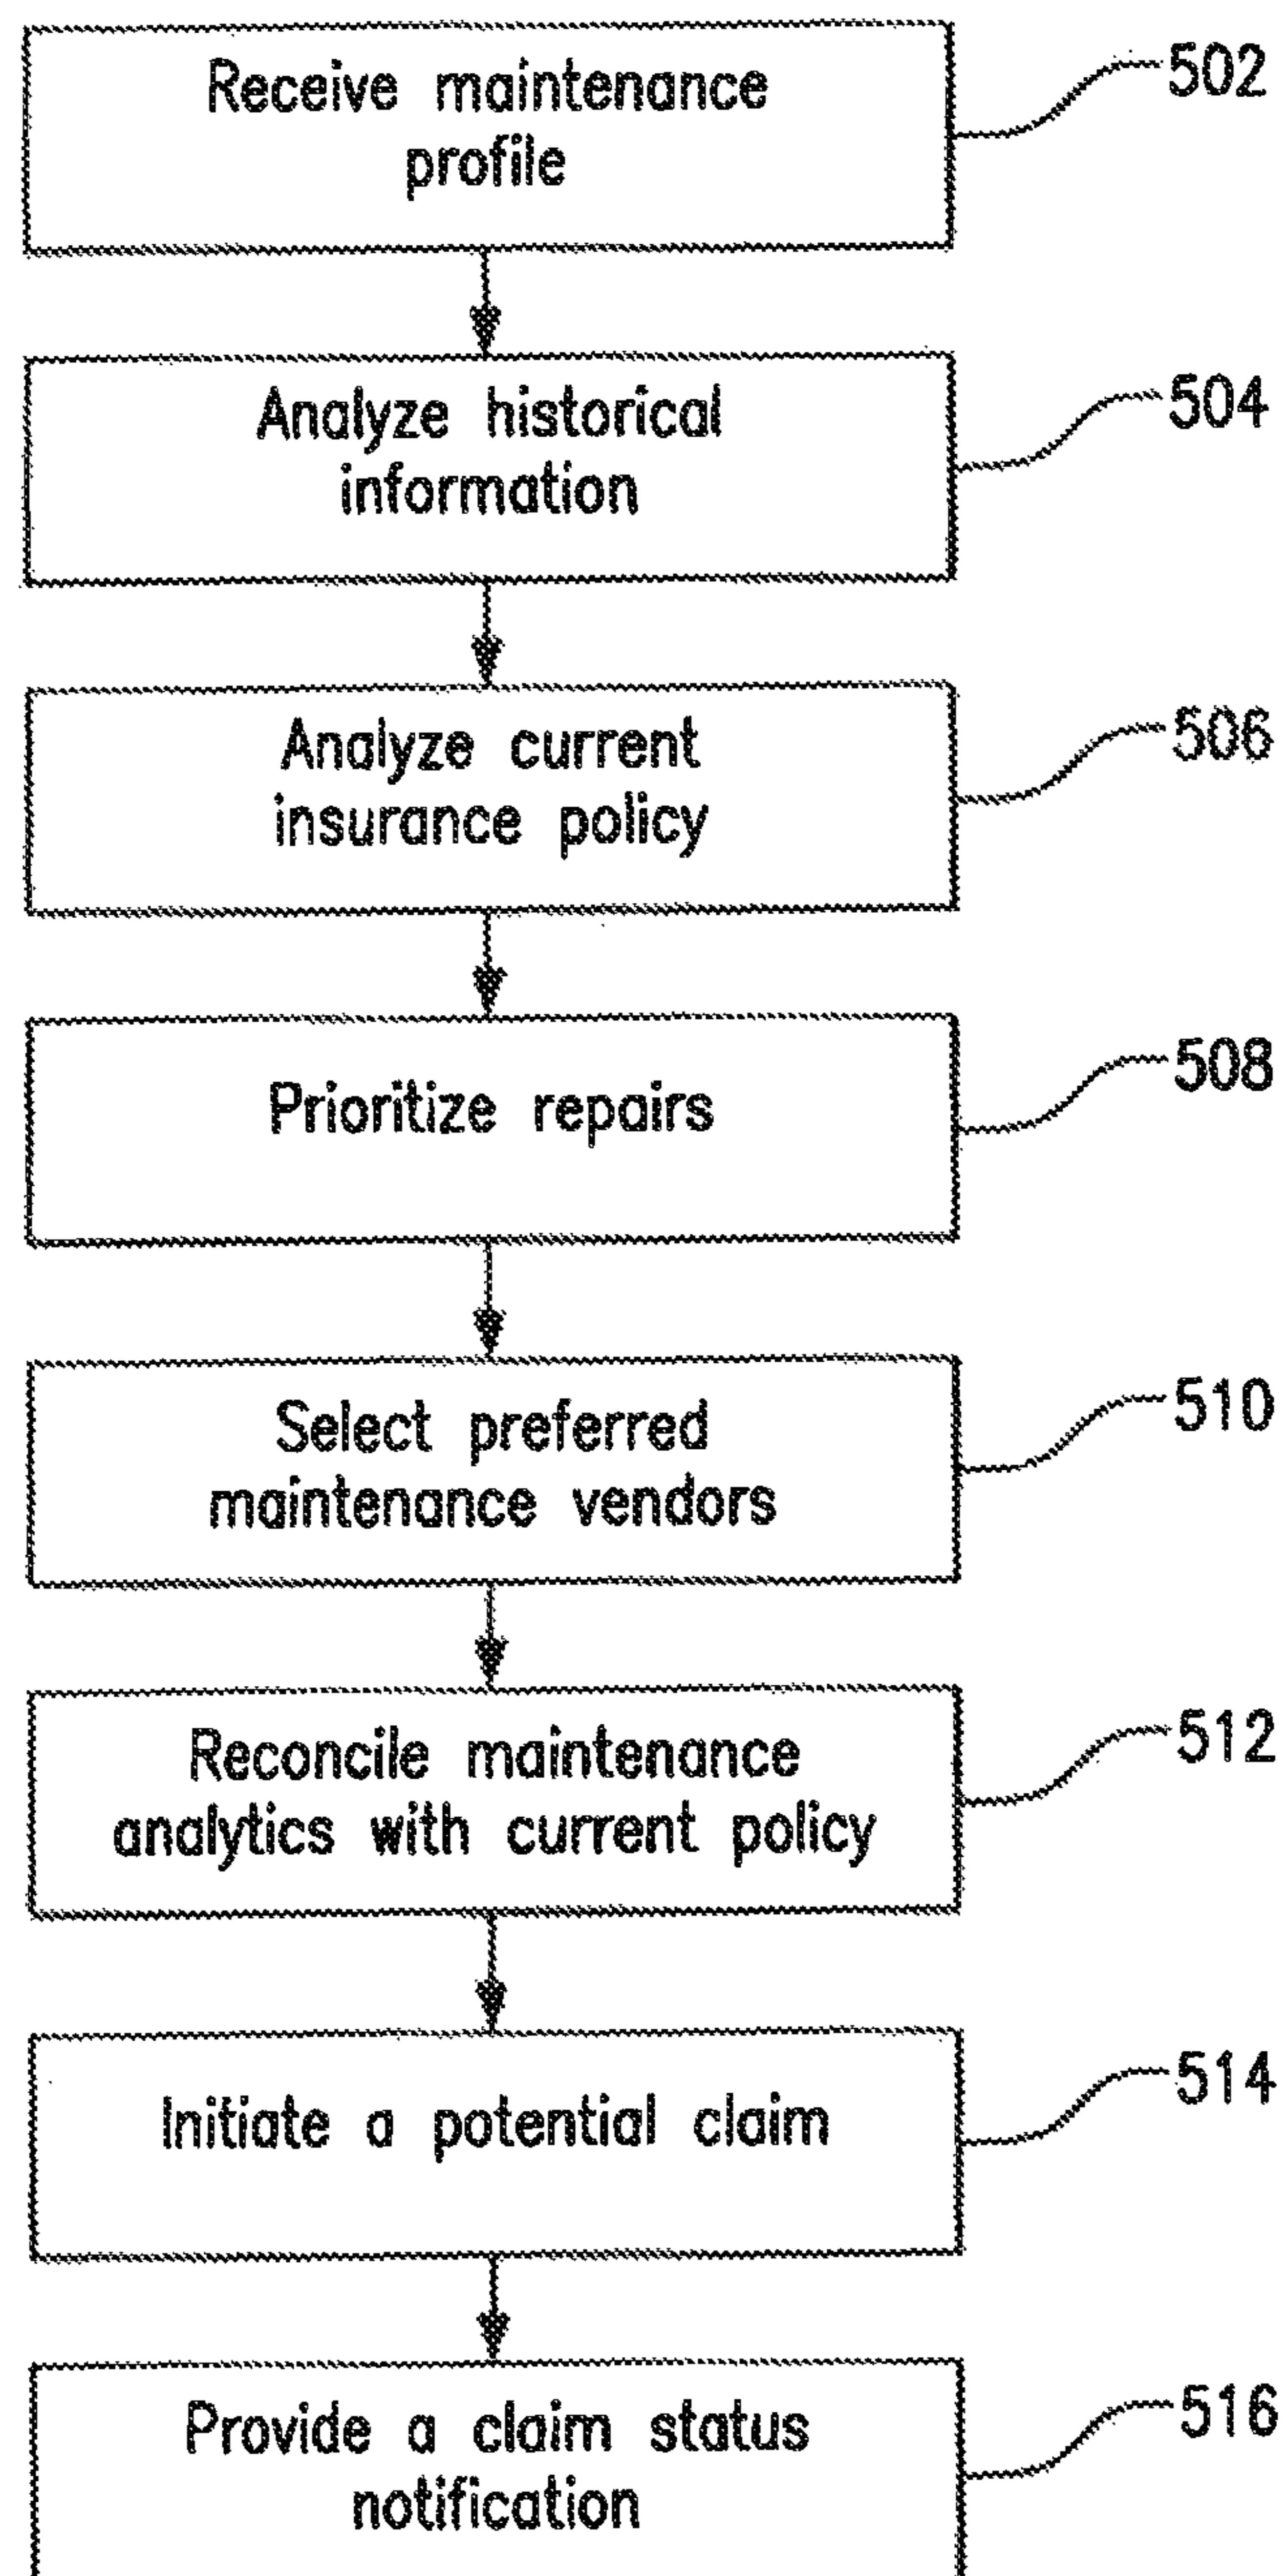 Receive maintenance
profile
502
Analyze historical
information
504
Analyze current
insurance policy
506
Prioritize repairs
508
Select preferred
maintenance vendors
510
Reconcile maintenance
analytics with current policy
512
Initiate a potential claim
514
Provide a claim status
notification
516